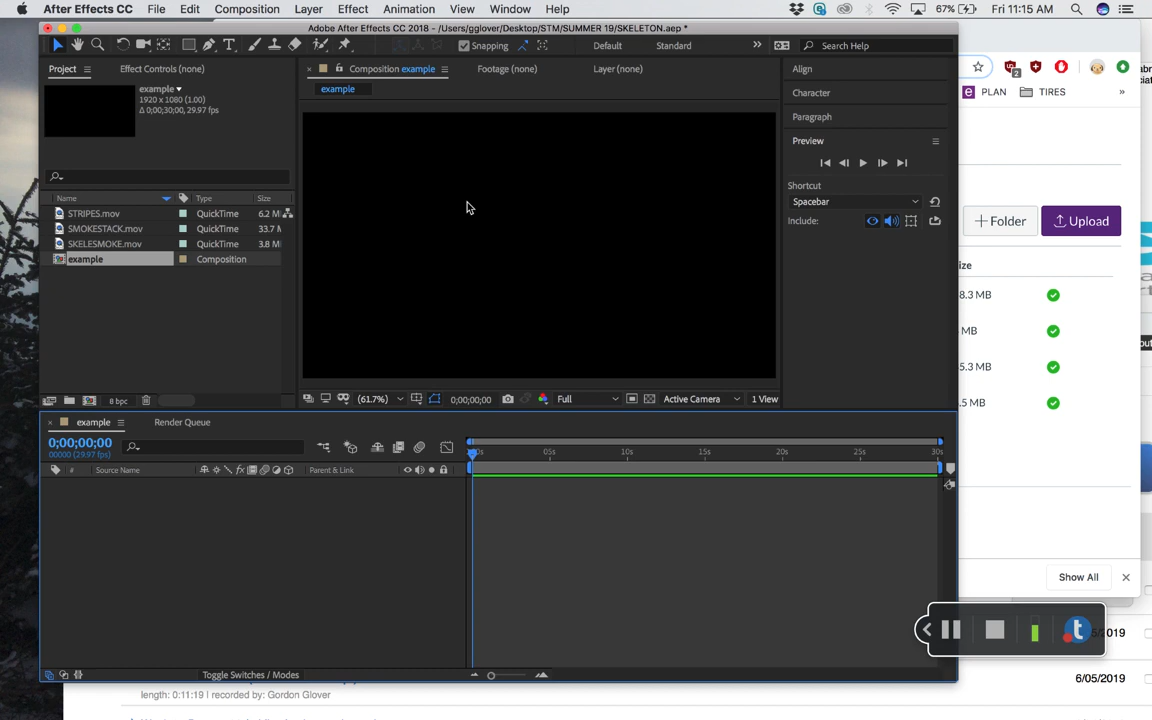 After Effects CC File Edit Composition Layer Effect Animation View Window Help 67% Fri 11:15 AM
Adobe After Effects CC 2018 - /Users/gglover/Desktop/STM/SUMMER 19/SKELETON.aep *
Snapping Default Standard » Search Help
Project Effect Controls (none) × Composition example Footage (none) Layer (none) Align
example
1920 x 1080 (1.00)
Δ 0;00;30;00, 29.97 fps
example
Character
Paragraph
Preview
Shortcut
Spacebar
Include:
Name Type Size
STRIPES.mov QuickTime 6.2 M
SMOKESTACK.mov QuickTime 33.7 M
SKELESMOKE.mov QuickTime 3.8 M
example Composition
8 bpc (61.7%) 0;00;00;00 Full Active Camera 1 View
× example Render Queue
0;00;00;00
00000 (29.97 fps)
# Source Name fx Parent & Link
05s 10s 15s 20s 25s 30s
Toggle Switches / Modes
2
PLAN TIRES »
+ Folder Upload
ize
8.3 MB
MB
5.3 MB
.5 MB
Show All ×
t
5/2019
6/05/2019
length: 0:11:19 | recorded by: Gordon Glover